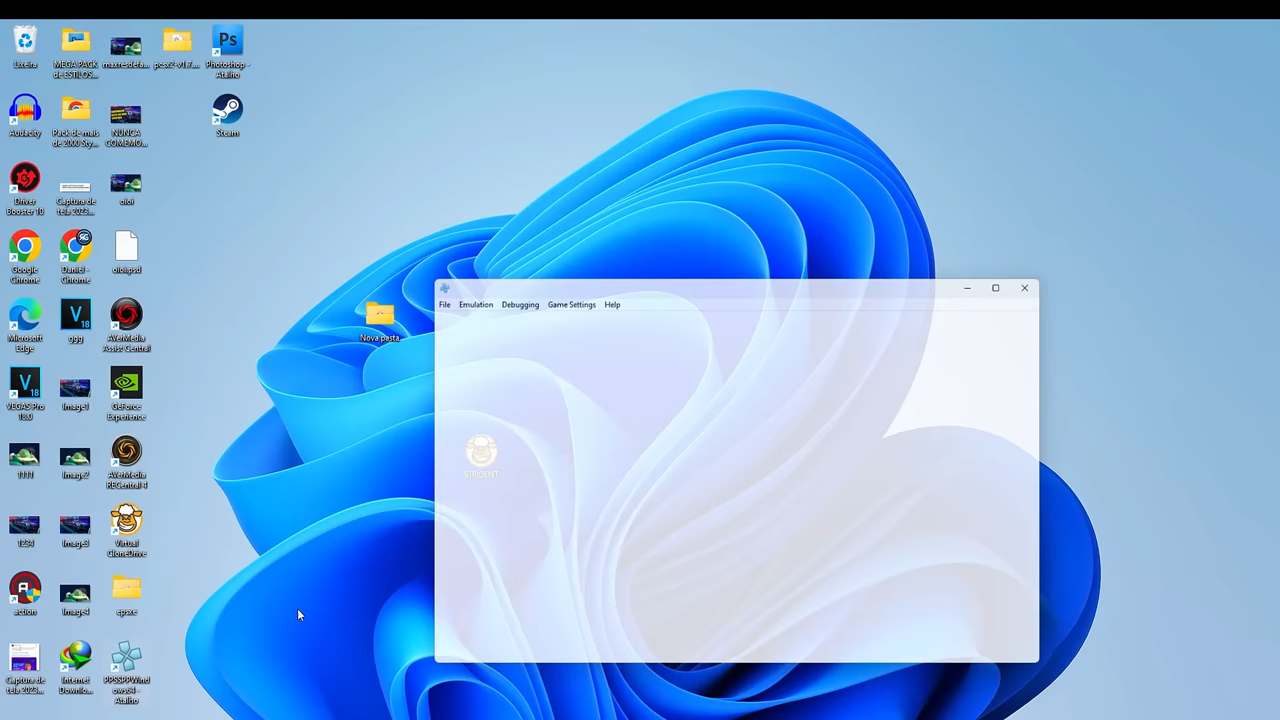 Lixeira
MEGA PACK
de ESTILOS...
maxresdefa...
pcsx2-v1.7....
Photoshop -
Atalho
Audacity
Pack de mais
de 2000 Sty...
NUNCA
COMEMO...
Steam
Driver
Booster 10
Captura de
tela 2023...
oioi
Google
Chrome
Daniel -
Chrome
oioiipsd
Microsoft
Edge
ggg
AVerMedia
Assist Central
Nova pasta
File Emulation Debugging Game Settings Help
VEGAS Pro
18.0
Image1
GeForce
Experience
1111
Image2
AVerMedia
RECentral 4
STRIDENT
1234
Image3
Virtual
CloneDrive
action
Image4
epsxe
Captura de
tela 2023...
Internet
Downlo...
PPSSPPWind
ows64 -
Atalho